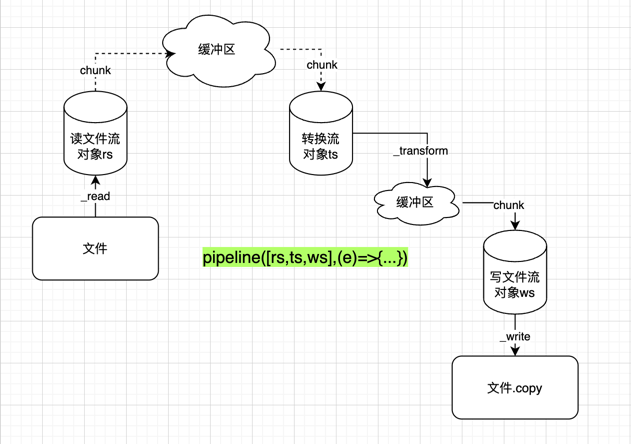 缓冲区
chunk
chunk
读文件流
对象rs
转换流
对象ts
_transform
_read
缓冲区
chunk
文件
pipeline([rs,ts,ws],(e)=>{...})
写文件流
对象ws
_write
文件.copy